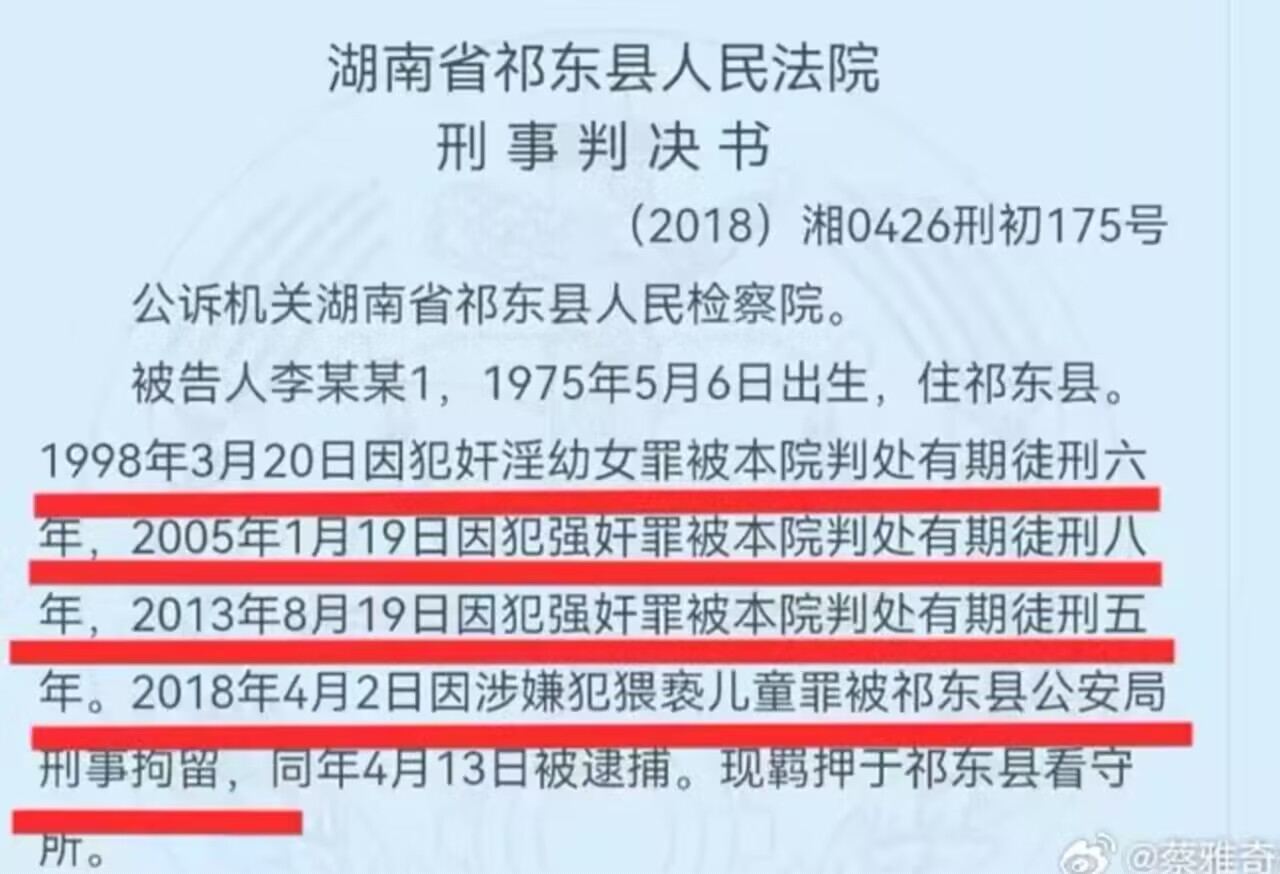 湖南省祁东县人民法院
刑事判决书
（2018）湘0426刑初175号
公诉机关湖南省祁东县人民检察院。
被告人李某某1，1975年5月6日出生，住祁东县。
1998年3月20日因犯奸淫幼女罪被本院判处有期徒刑六
年，2005年1月19日因犯强奸罪被本院判处有期徒刑八
年，2013年8月19日因犯强奸罪被本院判处有期徒刑五
年。2018年4月2日因涉嫌犯猥亵儿童罪被祁东县公安局
刑事拘留，同年4月13日被逮捕。现羁押于祁东县看守
所。
@蔡雅奇